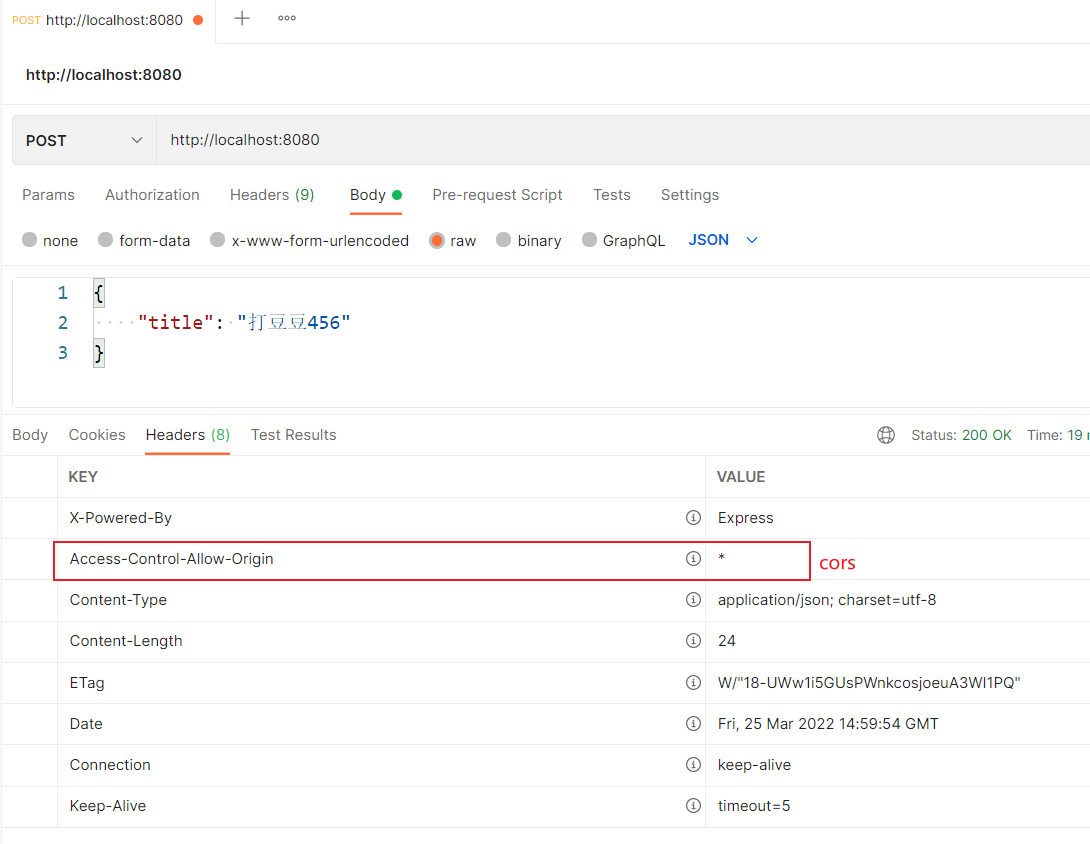 POST http://localhost:8080
http://localhost:8080
POST http://localhost:8080
Params Authorization Headers (9) Body Pre-request Script Tests Settings
none form-data x-www-form-urlencoded raw binary GraphQL JSON
1 {
2 "title": "打豆豆456"
3 }
Body Cookies Headers (8) Test Results Status: 200 OK Time: 19
KEY VALUE
X-Powered-By Express
Access-Control-Allow-Origin * cors
Content-Type application/json; charset=utf-8
Content-Length 24
ETag W/"18-UWw1i5GUsPWnkcosjoeuA3WI1PQ"
Date Fri, 25 Mar 2022 14:59:54 GMT
Connection keep-alive
Keep-Alive timeout=5